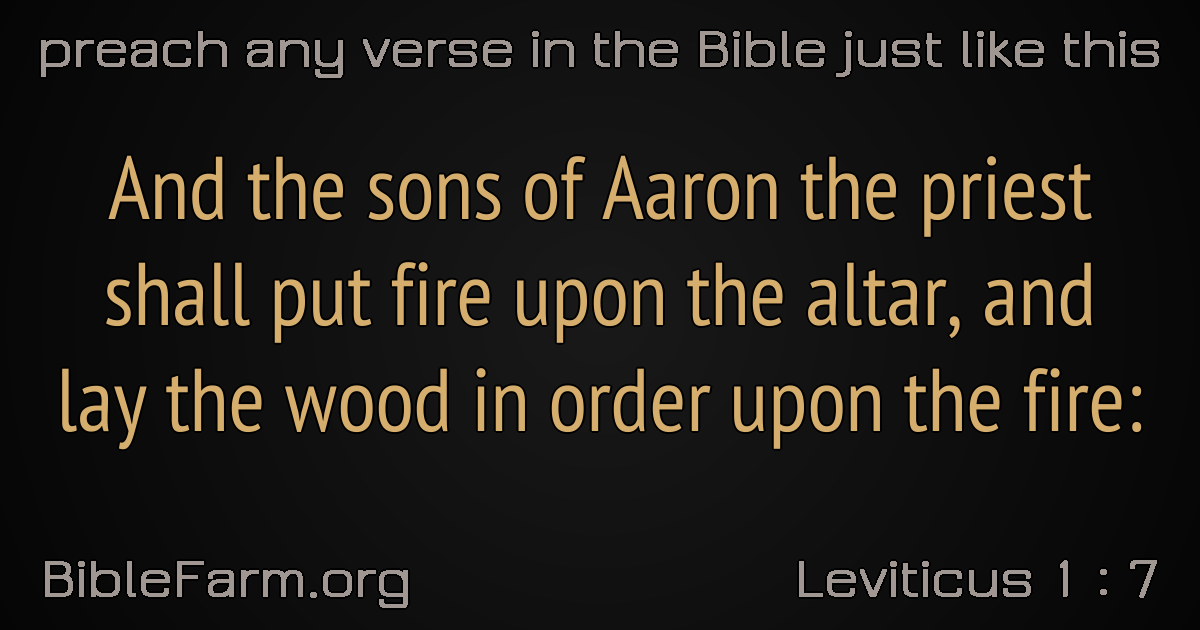 preach any verse in the Bible just like this
And the sons of Aaron the priest
shall put fire upon the altar, and
lay the wood in order upon the fire:
BibleFarm.org
Leviticus 1 : 7